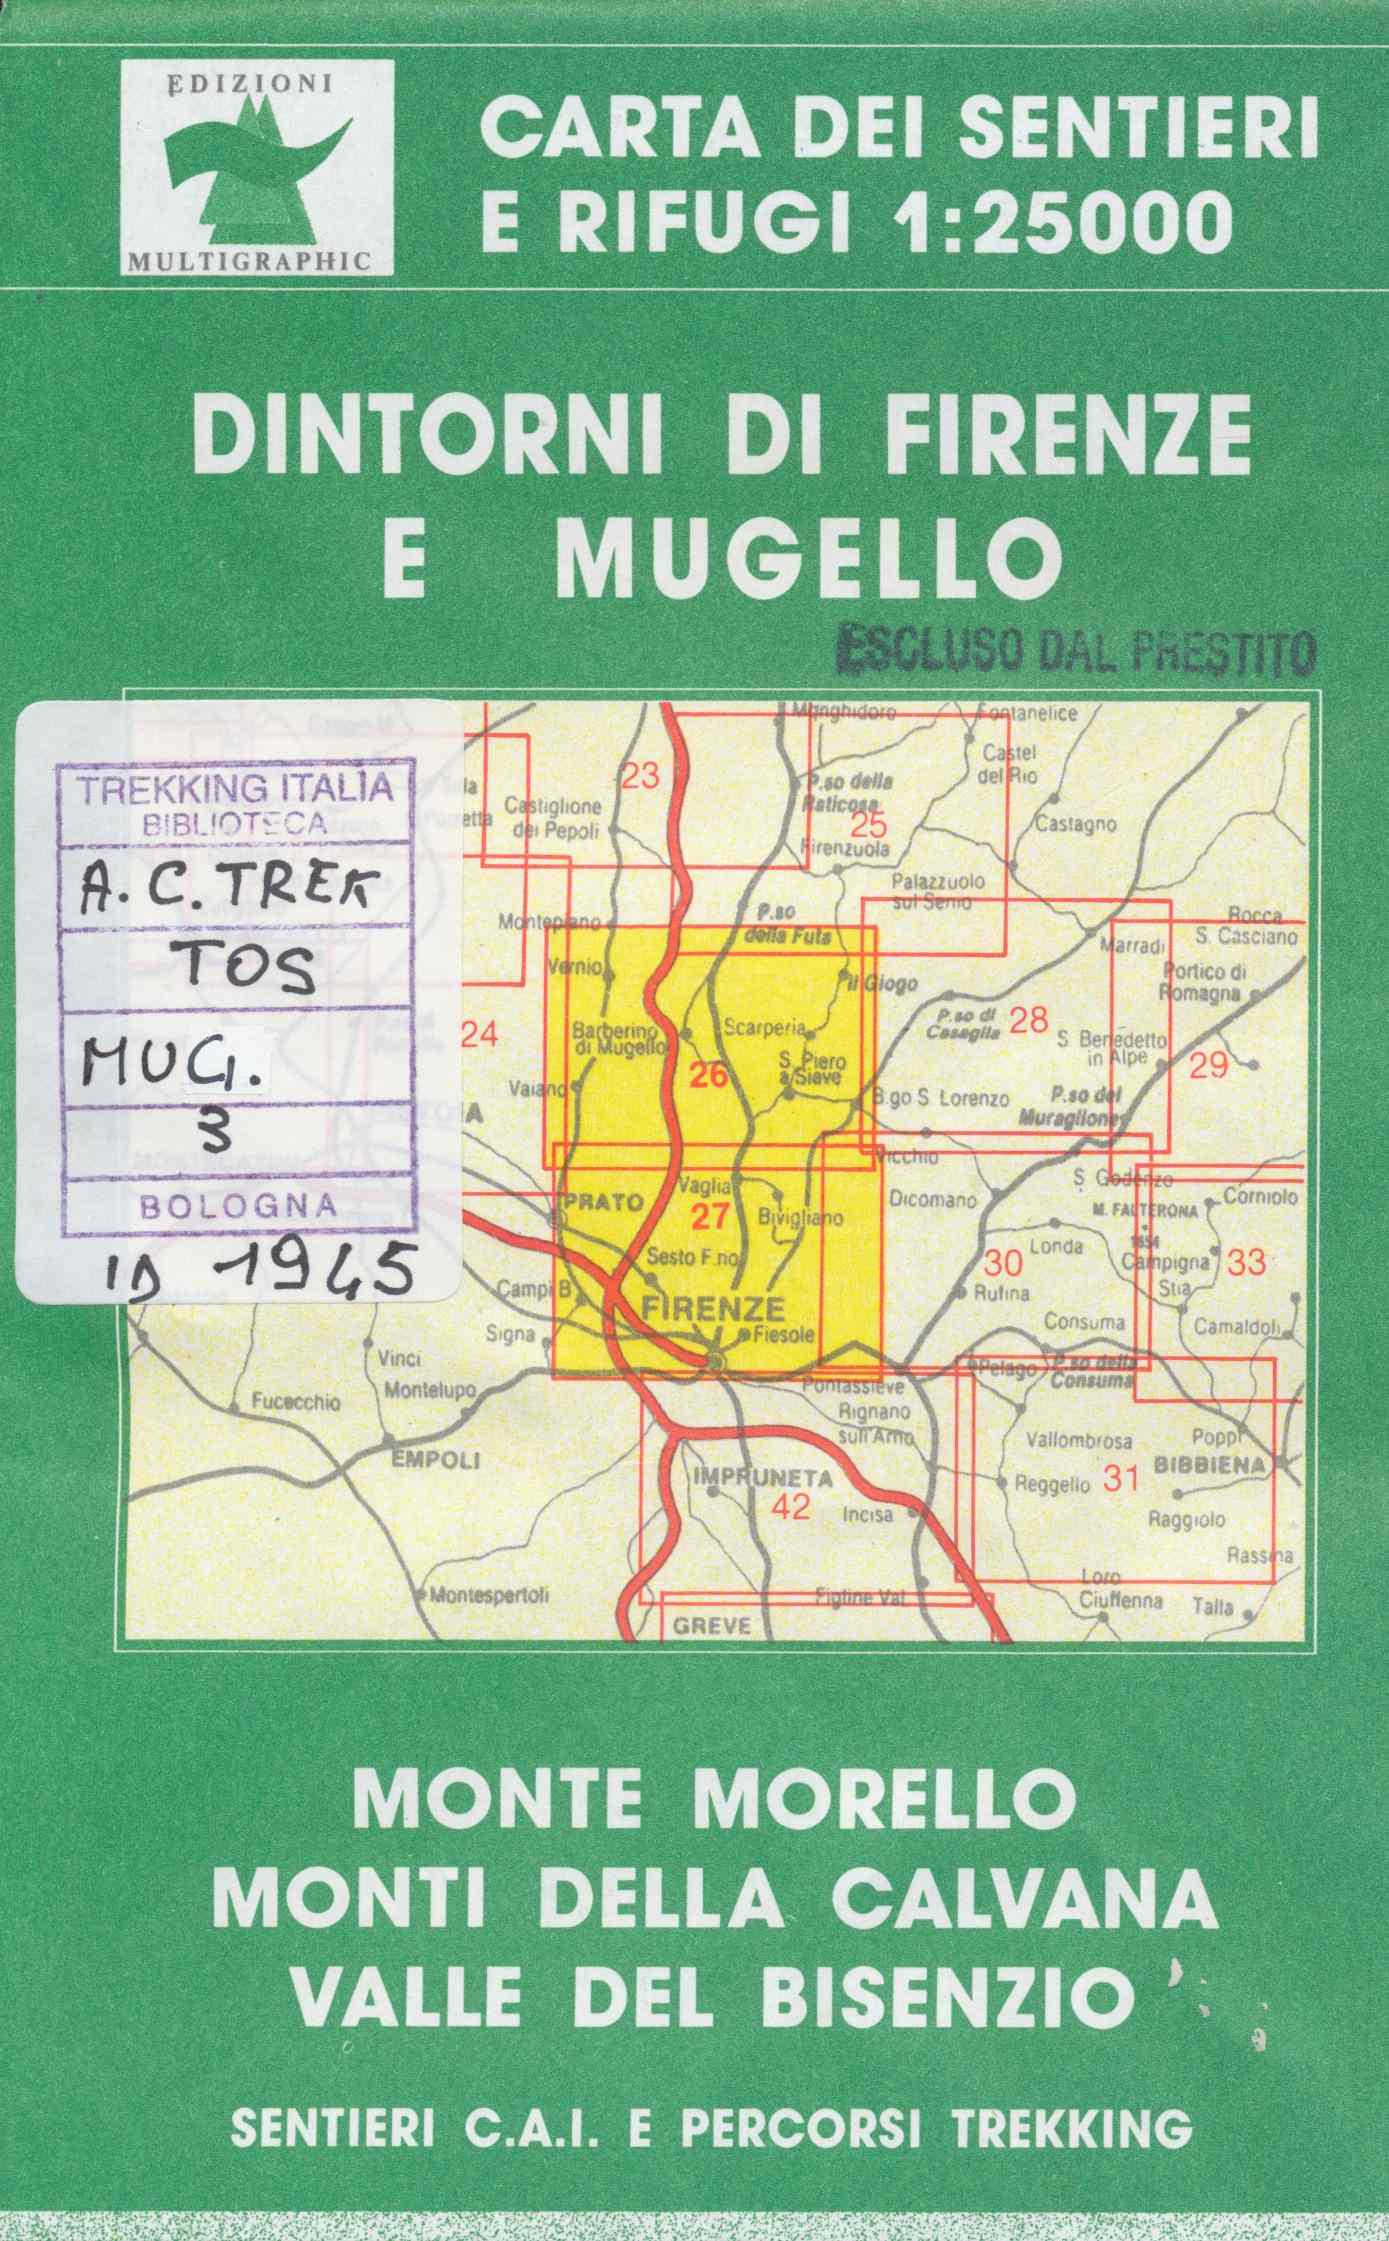 EDIZIONI
MULTIGRAPHIC
CARTA DEI SENTIERI
E RIFUGI 1:25000
DINTORNI DI FIRENZE
E MUGELLO
ESCLUSO DAL PRESTITO
TREKKING ITALIA
BIBLIOTECA
A.C.TREK
TOS
MUG.
3
BOLOGNA
ID 1945
Monghidoro
Fontanelice
23
Castel
del Rio
P.so della
Raticosa
Castiglione
dei Pepoli
25
Castagno
Firenzuola
Palazzuolo
sul Senio
P.so
della Futa
Montepiano
Rocca
S. Casciano
Marradi
Vernio
il Giogo
Portico di
Romagna
24
Barberino
di Mugello
Scarperia
P.so di
Casaglia
28
S. Benedetto
in Alpe
29
26
S. Piero
a Sieve
Vaiano
B.go S. Lorenzo
P.so del
Muraglione
Vicchio
Vaglia
S. Godenzo
PRATO
27
Bivigliano
Dicomano
M. FALTERONA
1654
Corniolo
Sesto F.no
Londa
Campigna
33
30
Campi B.
Rufina
Stia
FIRENZE
Fiesole
Signa
Consuma
Camaldoli
Vinci
Pelago
P.so della
Consuma
Montelupo
Pontassieve
Fucecchio
Rignano
sull'Arno
Vallombrosa
Poppi
EMPOLI
BIBBIENA
IMPRUNETA
Reggello
31
42
Incisa
Raggiolo
Rassina
Montespertoli
Figline Val.
Loro
Ciuffenna
Talla
GREVE
MONTE MORELLO
MONTI DELLA CALVANA
VALLE DEL BISENZIO
SENTIERI C.A.I. E PERCORSI TREKKING